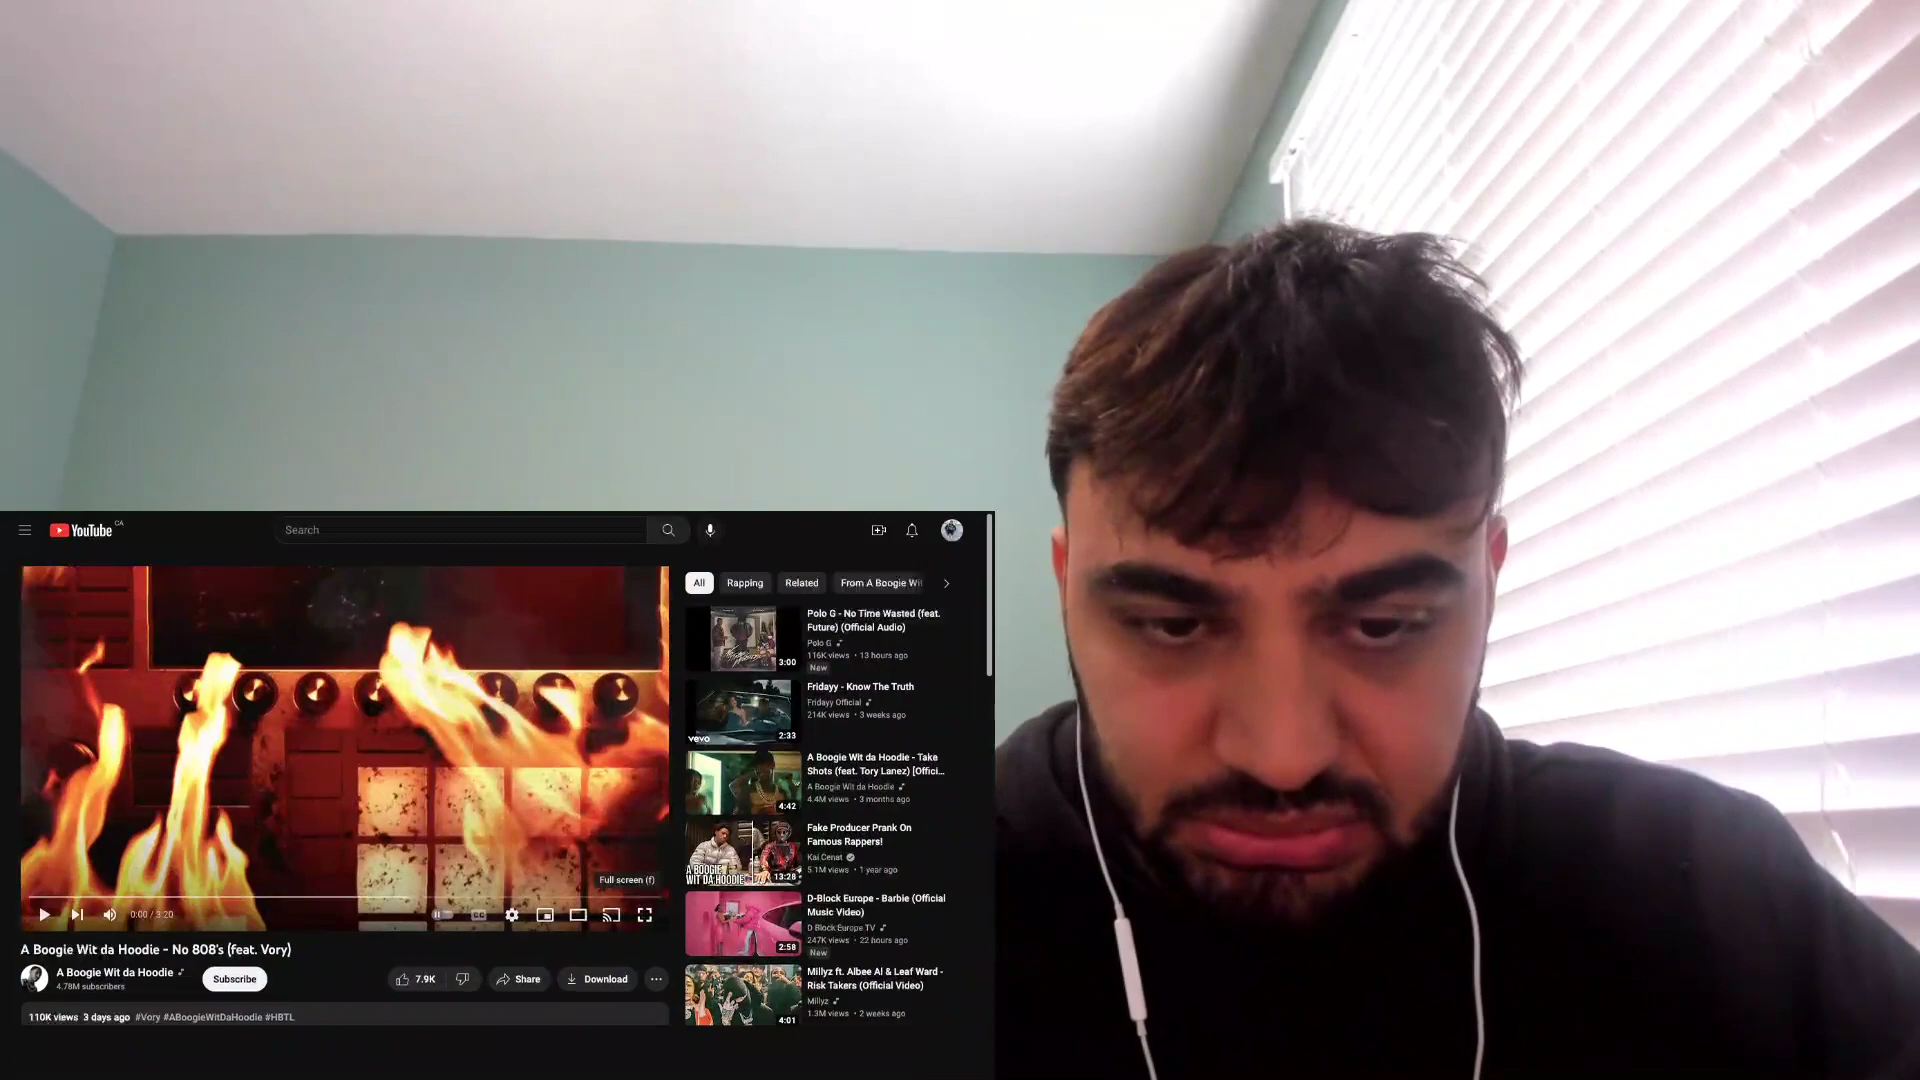 YouTube CA
Search
All
Rapping
Related
From A Boogie Wi
Full screen (f)
0:00 / 3:20
A Boogie Wit da Hoodie - No 808's (feat. Vory)
A Boogie Wit da Hoodie
4.78M subscribers
Subscribe
7.9K
Share
Download
110K views 3 days ago #Vory #ABoogieWitDaHoodie #HBTL
3:00
Polo G - No Time Wasted (feat.
Future) (Official Audio)
Polo G
116K views • 13 hours ago
New
vevo
2:33
Fridayy - Know The Truth
Fridayy Official
214K views • 3 weeks ago
4:42
A Boogie Wit da Hoodie - Take
Shots (feat. Tory Lanez) [Offici...
A Boogie Wit da Hoodie
4.4M views • 3 months ago
A BOOGIE
WIT DA HOODIE
13:28
Fake Producer Prank On
Famous Rappers!
Kai Cenat
5.1M views • 1 year ago
2:58
D-Block Europe - Barbie (Official
Music Video)
D Block Europe TV
247K views • 22 hours ago
New
4:01
Millyz ft. Albee Al & Leaf Ward -
Risk Takers (Official Video)
Millyz
1.3M views • 2 weeks ago